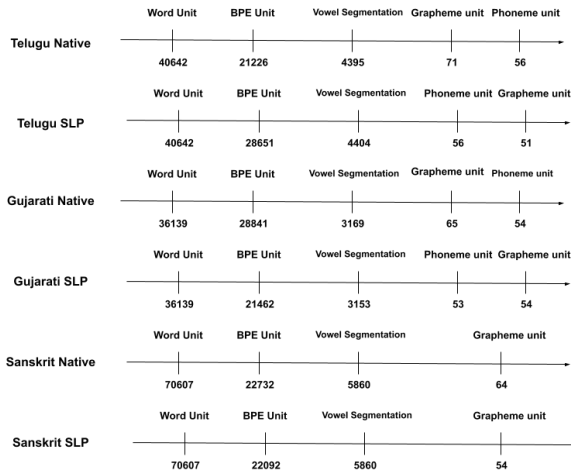 Word Unit BPE Unit Vowel Segmentation Grapheme unit Phoneme unit
Telugu Native
40642 21226 4395 71 56
Word Unit BPE Unit Vowel Segmentation Phoneme unit Grapheme unit
Telugu SLP
40642 28651 4404 56 51
Word Unit BPE Unit Vowel Segmentation Grapheme unit Phoneme unit
Gujarati Native
36139 28841 3169 65 54
Word Unit BPE Unit Vowel Segmentation Phoneme unit Grapheme unit
Gujarati SLP
36139 21462 3153 53 54
Word Unit BPE Unit Vowel Segmentation Grapheme unit
Sanskrit Native
70607 22732 5860 64
Word Unit BPE Unit Vowel Segmentation Grapheme unit
Sanskrit SLP
70607 22092 5860 54